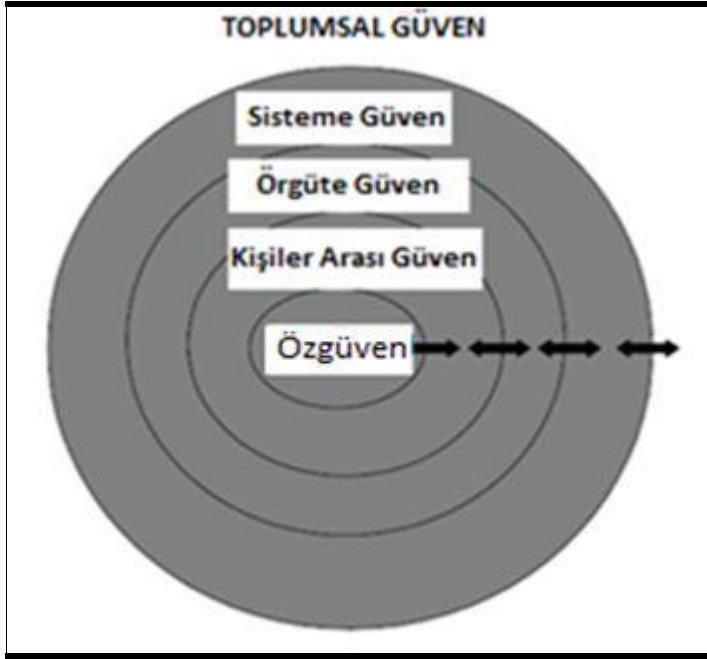 TOPLUMSAL GÜVEN
Sisteme Güven
Örgüte Güven
Kişiler Arası Güven
Özgüven